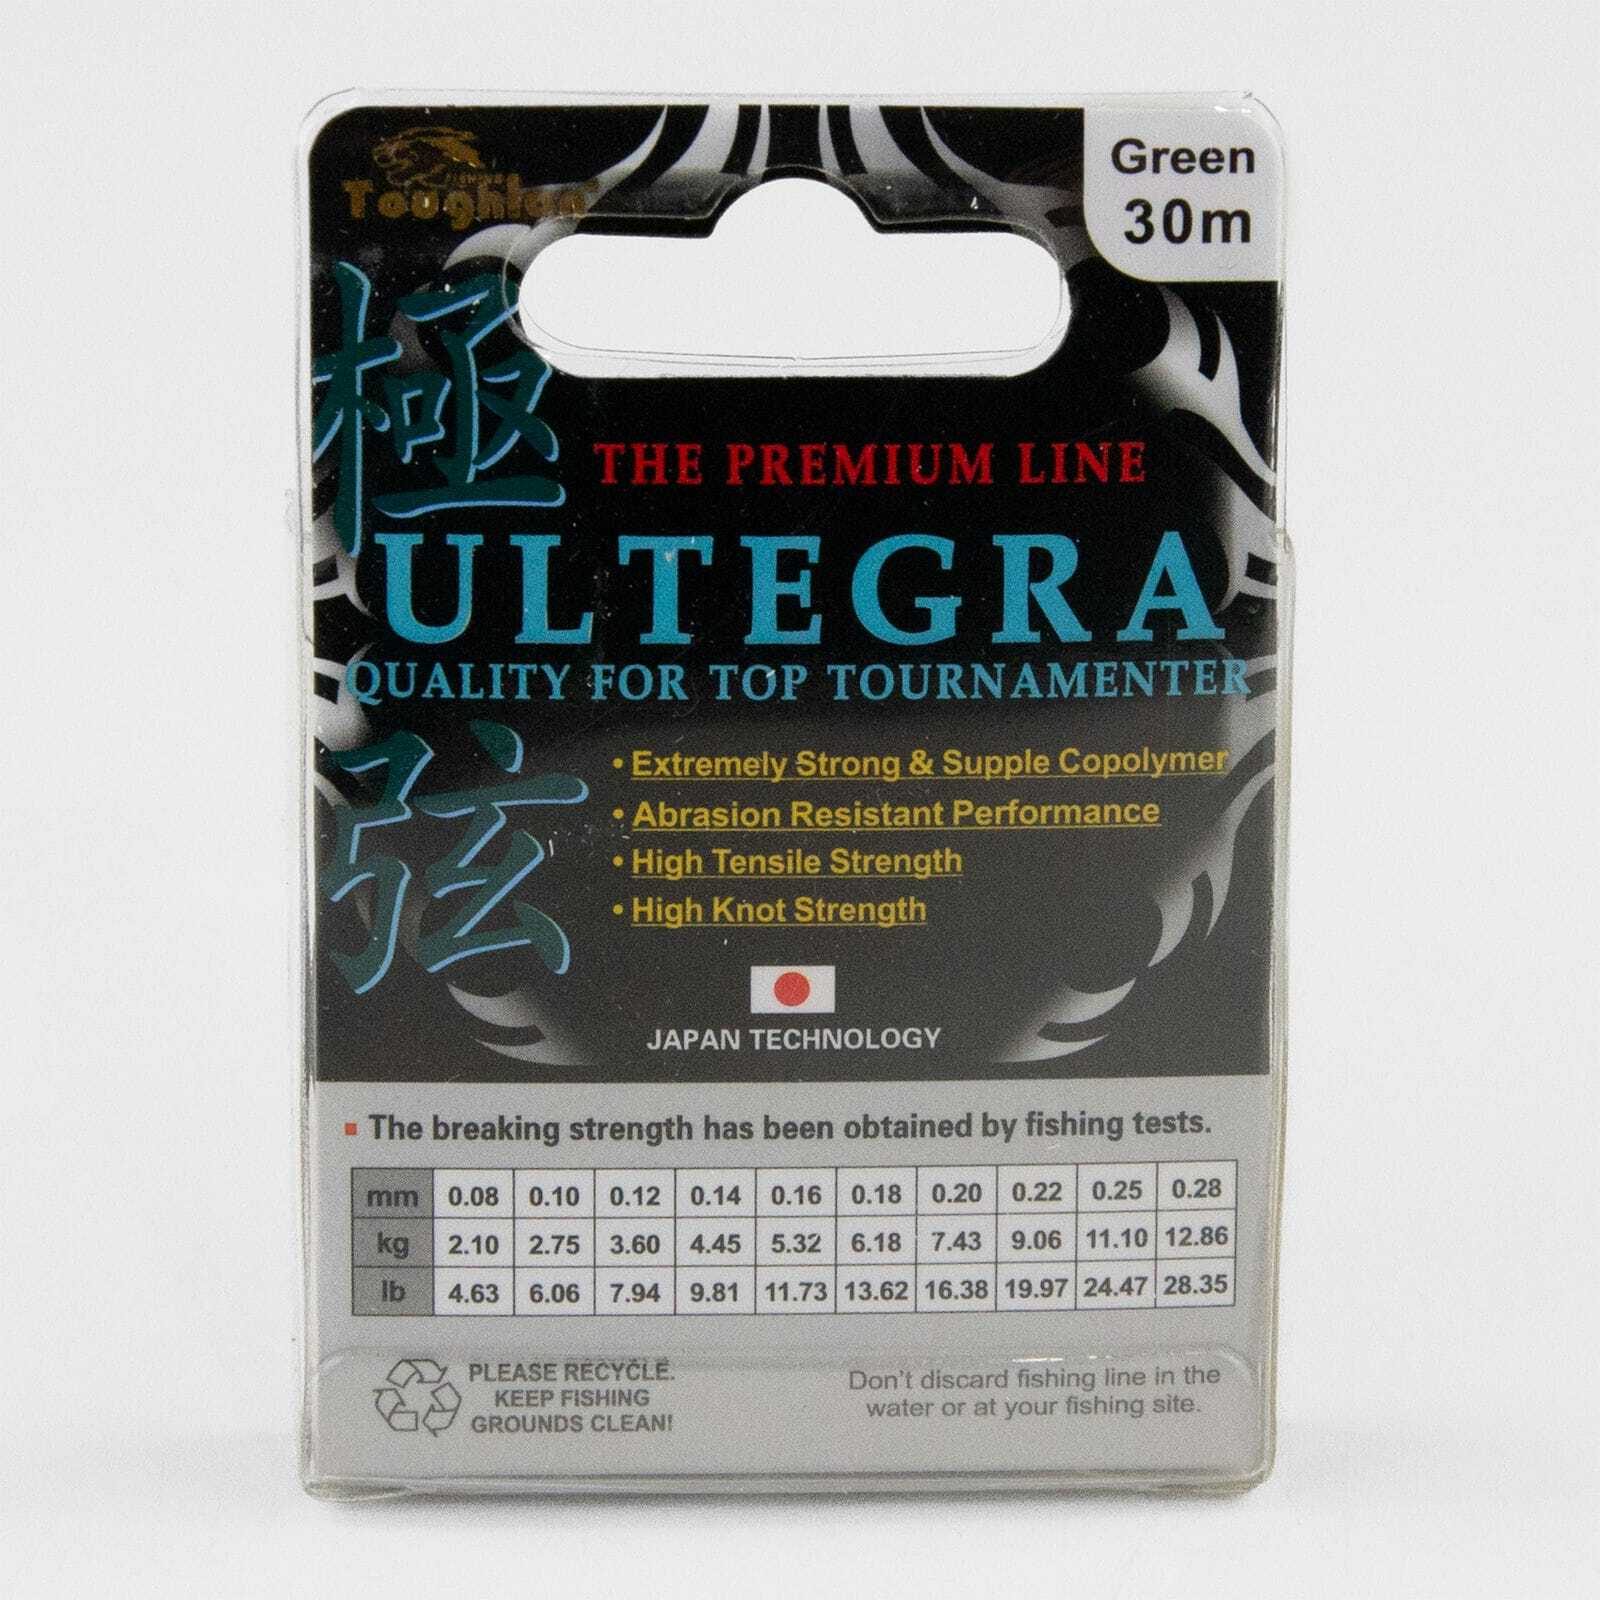 FISHING
Toughlon
Green
30m
極
弦
THE PREMIUM LINE
ULTEGRA
QUALITY FOR TOP TOURNAMENTER
• Extremely Strong & Supple Copolymer
• Abrasion Resistant Performance
• High Tensile Strength
• High Knot Strength
JAPAN TECHNOLOGY
The breaking strength has been obtained by fishing tests.
mm 0.08 0.10 0.12 0.14 0.16 0.18 0.20 0.22 0.25 0.28
kg 2.10 2.75 3.60 4.45 5.32 6.18 7.43 9.06 11.10 12.86
lb 4.63 6.06 7.94 9.81 11.73 13.62 16.38 19.97 24.47 28.35
PLEASE RECYCLE.
KEEP FISHING
GROUNDS CLEAN!
Don't discard fishing line in the
water or at your fishing site.